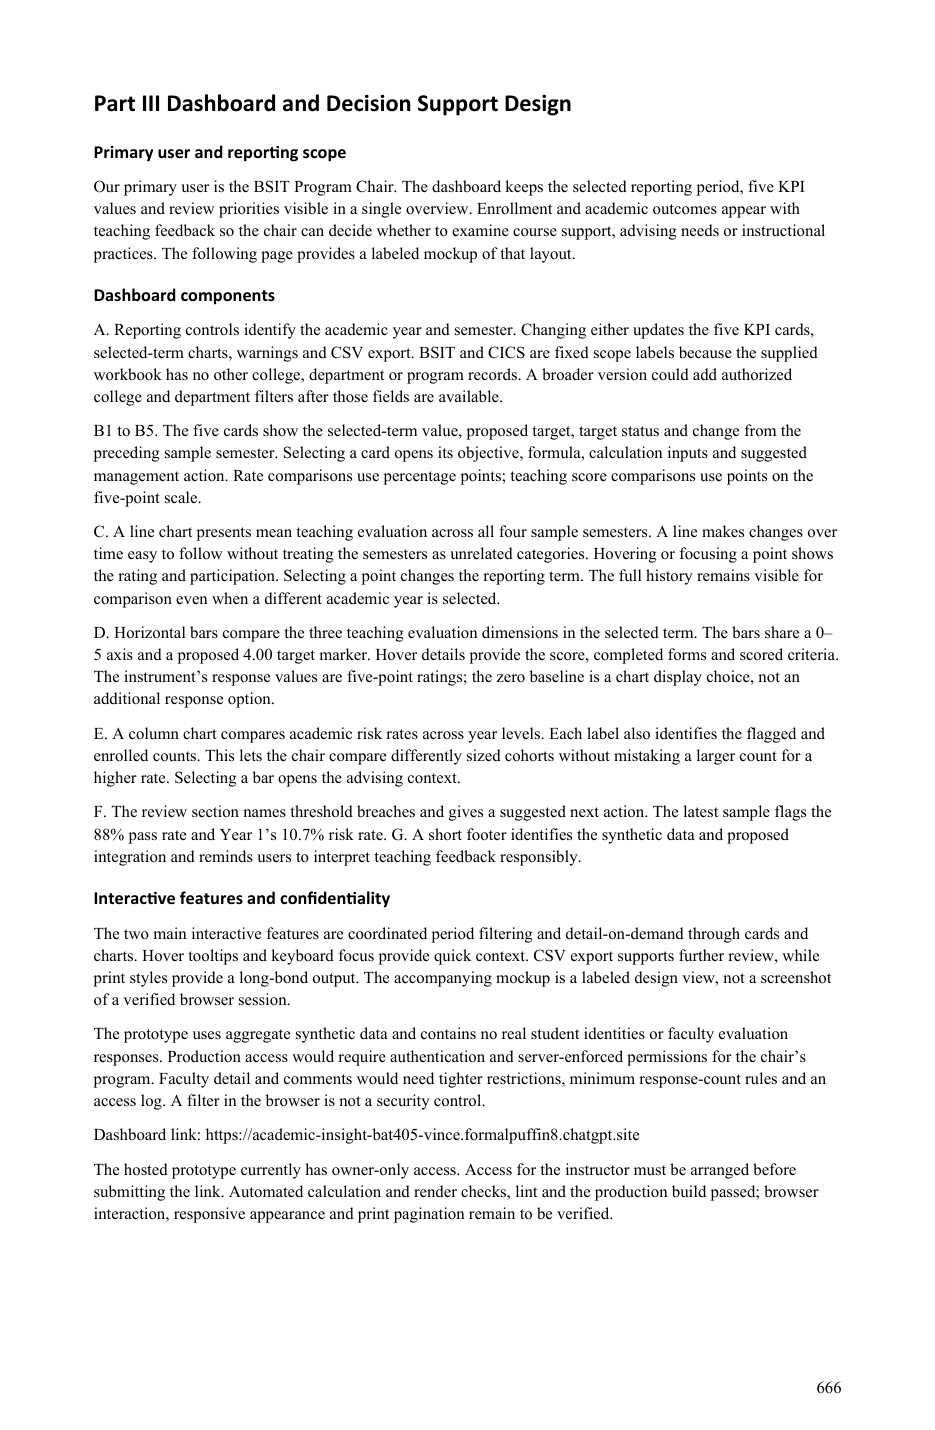 Part III Dashboard and Decision Support Design
Primary user and reporting scope
Our primary user is the BSIT Program Chair. The dashboard keeps the selected reporting period, five KPI
values and review priorities visible in a single overview. Enrollment and academic outcomes appear with
teaching feedback so the chair can decide whether to examine course support, advising needs or instructional
practices. The following page provides a labeled mockup of that layout.
Dashboard components
A. Reporting controls identify the academic year and semester. Changing either updates the five KPI cards,
selected-term charts, warnings and CSV export. BSIT and CICS are fixed scope labels because the supplied
workbook has no other college, department or program records. A broader version could add authorized
college and department filters after those fields are available.
B1 to B5. The five cards show the selected-term value, proposed target, target status and change from the
preceding sample semester. Selecting a card opens its objective, formula, calculation inputs and suggested
management action. Rate comparisons use percentage points; teaching score comparisons use points on the
five-point scale.
C. A line chart presents mean teaching evaluation across all four sample semesters. A line makes changes over
time easy to follow without treating the semesters as unrelated categories. Hovering or focusing a point shows
the rating and participation. Selecting a point changes the reporting term. The full history remains visible for
comparison even when a different academic year is selected.
D. Horizontal bars compare the three teaching evaluation dimensions in the selected term. The bars share a 0–
5 axis and a proposed 4.00 target marker. Hover details provide the score, completed forms and scored criteria.
The instrument’s response values are five-point ratings; the zero baseline is a chart display choice, not an
additional response option.
E. A column chart compares academic risk rates across year levels. Each label also identifies the flagged and
enrolled counts. This lets the chair compare differently sized cohorts without mistaking a larger count for a
higher rate. Selecting a bar opens the advising context.
F. The review section names threshold breaches and gives a suggested next action. The latest sample flags the
88% pass rate and Year 1’s 10.7% risk rate. G. A short footer identifies the synthetic data and proposed
integration and reminds users to interpret teaching feedback responsibly.
Interactive features and confidentiality
The two main interactive features are coordinated period filtering and detail-on-demand through cards and
charts. Hover tooltips and keyboard focus provide quick context. CSV export supports further review, while
print styles provide a long-bond output. The accompanying mockup is a labeled design view, not a screenshot
of a verified browser session.
The prototype uses aggregate synthetic data and contains no real student identities or faculty evaluation
responses. Production access would require authentication and server-enforced permissions for the chair’s
program. Faculty detail and comments would need tighter restrictions, minimum response-count rules and an
access log. A filter in the browser is not a security control.
Dashboard link: https://academic-insight-bat405-vince.formalpuffin8.chatgpt.site
The hosted prototype currently has owner-only access. Access for the instructor must be arranged before
submitting the link. Automated calculation and render checks, lint and the production build passed; browser
interaction, responsive appearance and print pagination remain to be verified.
666